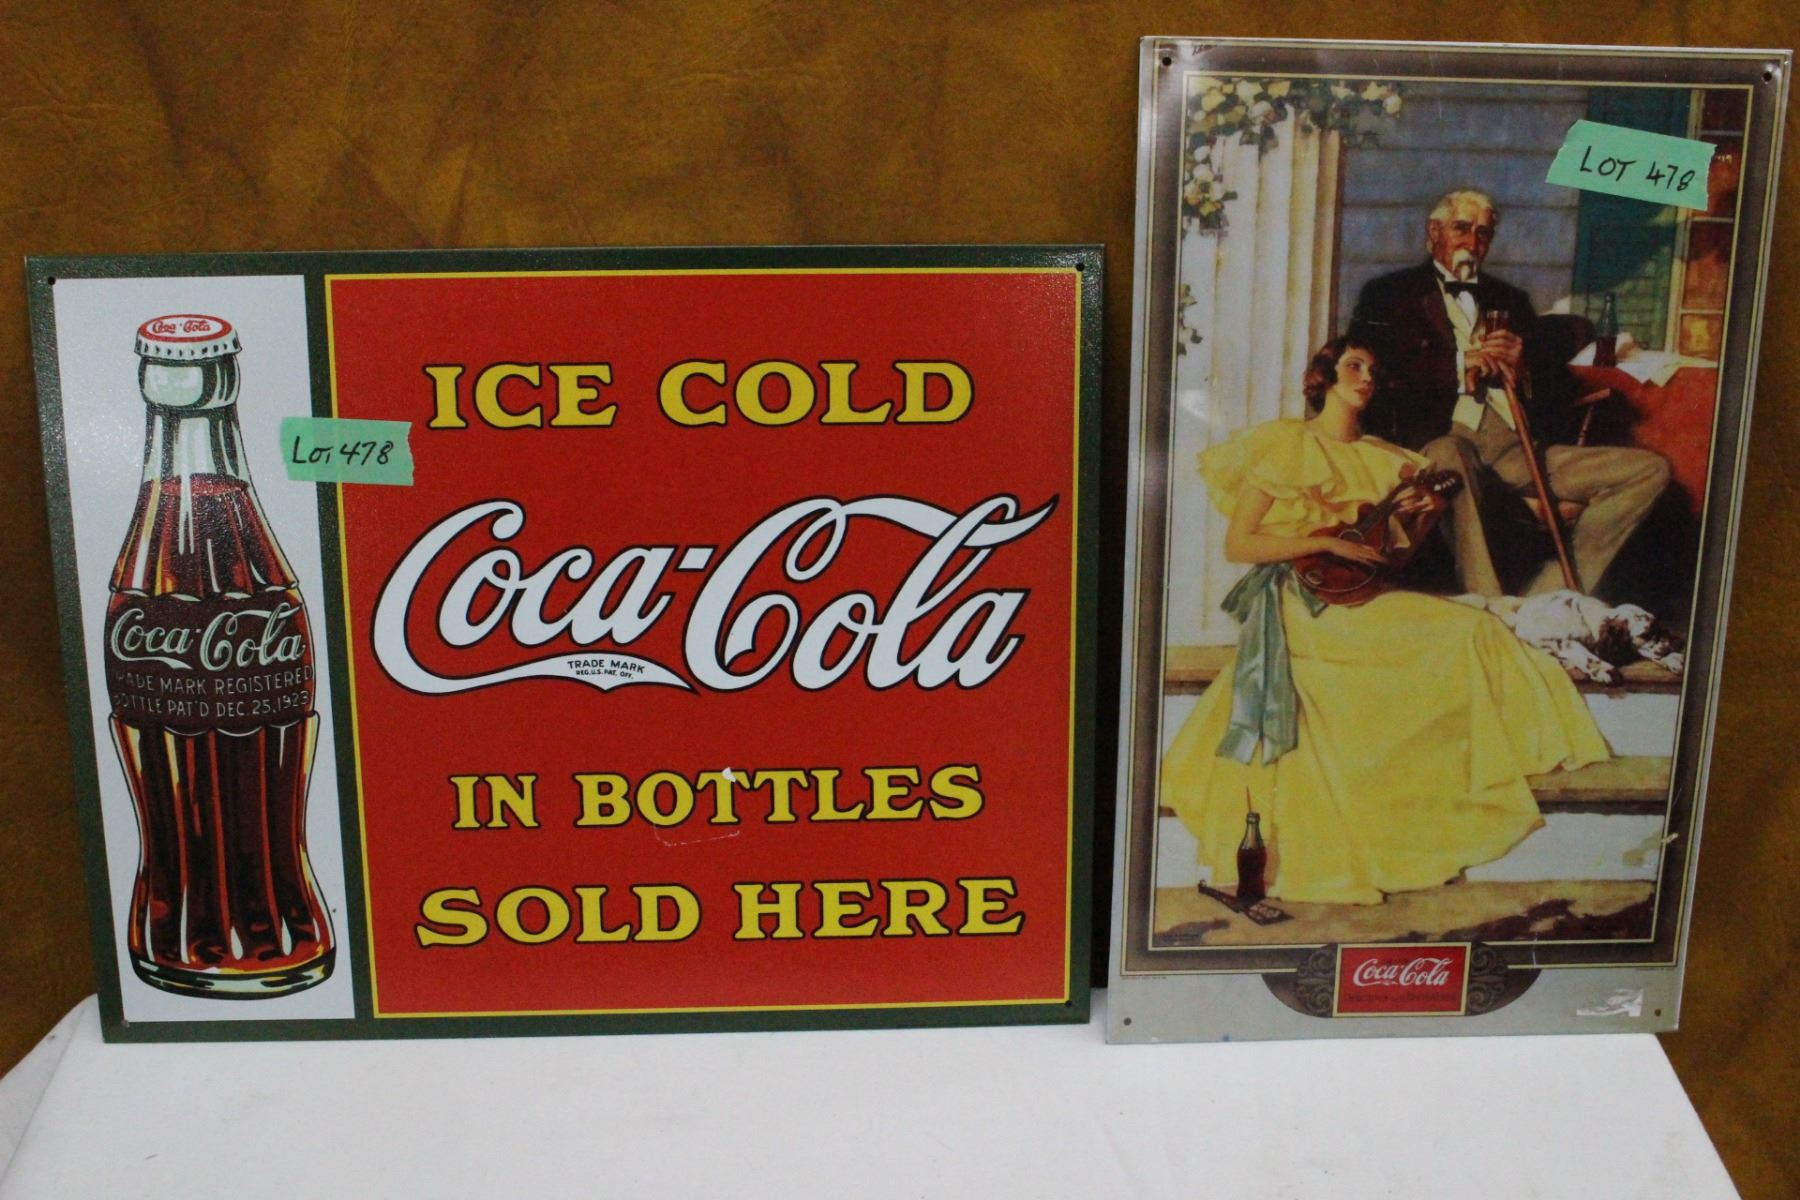 Coca-Cola
Lot 478
Coca-Cola
TRADE MARK REGISTERED
BOTTLE PAT'D DEC. 25, 1923
ICE COLD
Coca-Cola
TRADE MARK
REG. U.S. PAT. OFF.
IN BOTTLES
SOLD HERE
LOT 478
Coca-Cola